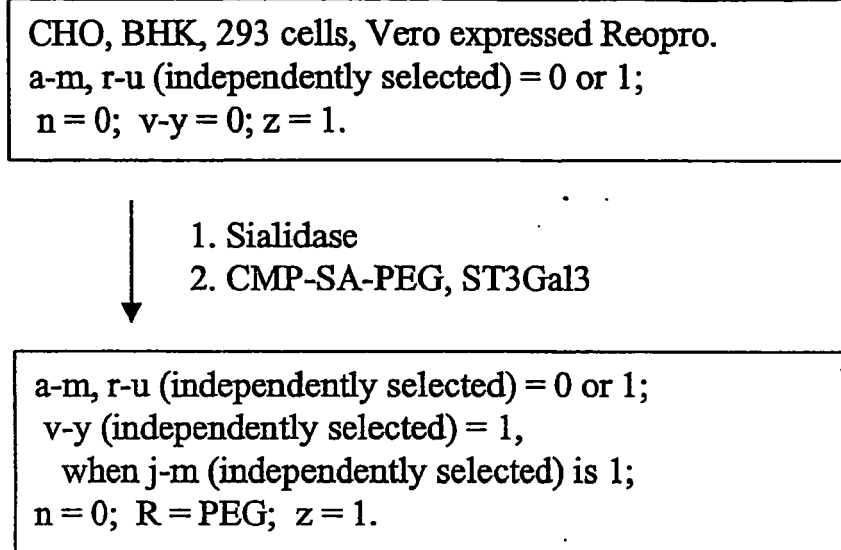 CHO, BHK, 293 cells, Vero expressed Reopro.
a-m, r-u (independently selected) = 0 or 1;
n = 0; v-y = 0; z = 1.
1. Sialidase
2. CMP-SA-PEG, ST3Gal3
a-m, r-u (independently selected) = 0 or 1;
v-y (independently selected) = 1,
when j-m (independently selected) is 1;
n = 0; R = PEG; z = 1.